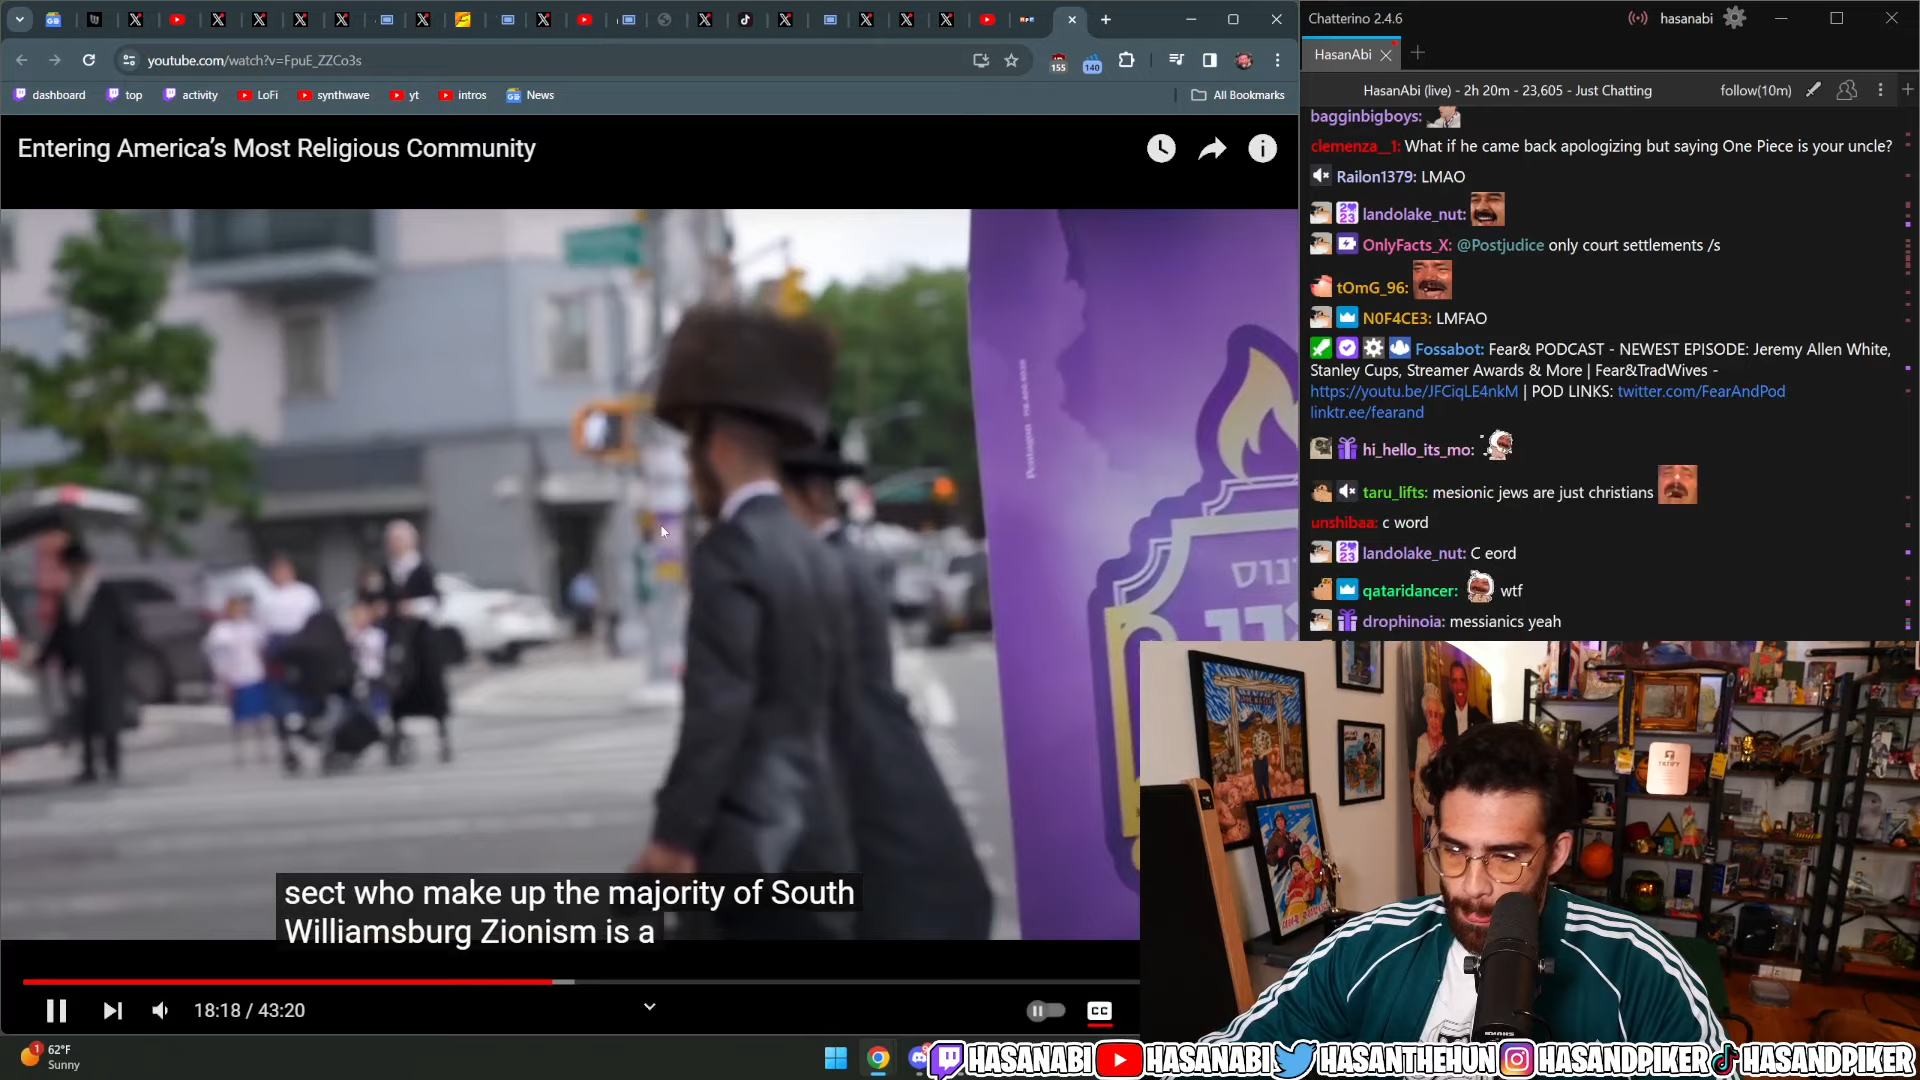 youtube.com/watch?v=FpuE_ZZCo3s
155
140
dashboard
top
activity
LoFi
synthwave
yt
intros
News
All Bookmarks
Entering America's Most Religious Community
sect who make up the majority of South
Williamsburg Zionism is a
18:18 / 43:20
CC
1
62°F
Sunny
Chatterino 2.4.6
hasanabi
HasanAbi
HasanAbi (live) - 2h 20m - 23,605 - Just Chatting
follow(10m)
bagginbigboys:
clemenza__1: What if he came back apologizing but saying One Piece is your uncle?
Railon1379: LMAO
landolake_nut:
OnlyFacts_X: @Postjudice only court settlements /s
tOmG_96:
N0F4CE3: LMFAO
Fossabot: Fear& PODCAST - NEWEST EPISODE: Jeremy Allen White,
Stanley Cups, Streamer Awards & More | Fear&TradWives -
https://youtu.be/JFCiqLE4nkM | POD LINKS: twitter.com/FearAndPod
linktr.ee/fearand
hi_hello_its_mo:
taru_lifts: mesionic jews are just christians
unshibaa: c word
landolake_nut: C eord
qataridancer: wtf
drophinoia: messianics yeah
HASANABI HASANABI HASANTHEHUN HASANDPIKER HASANDPIKER